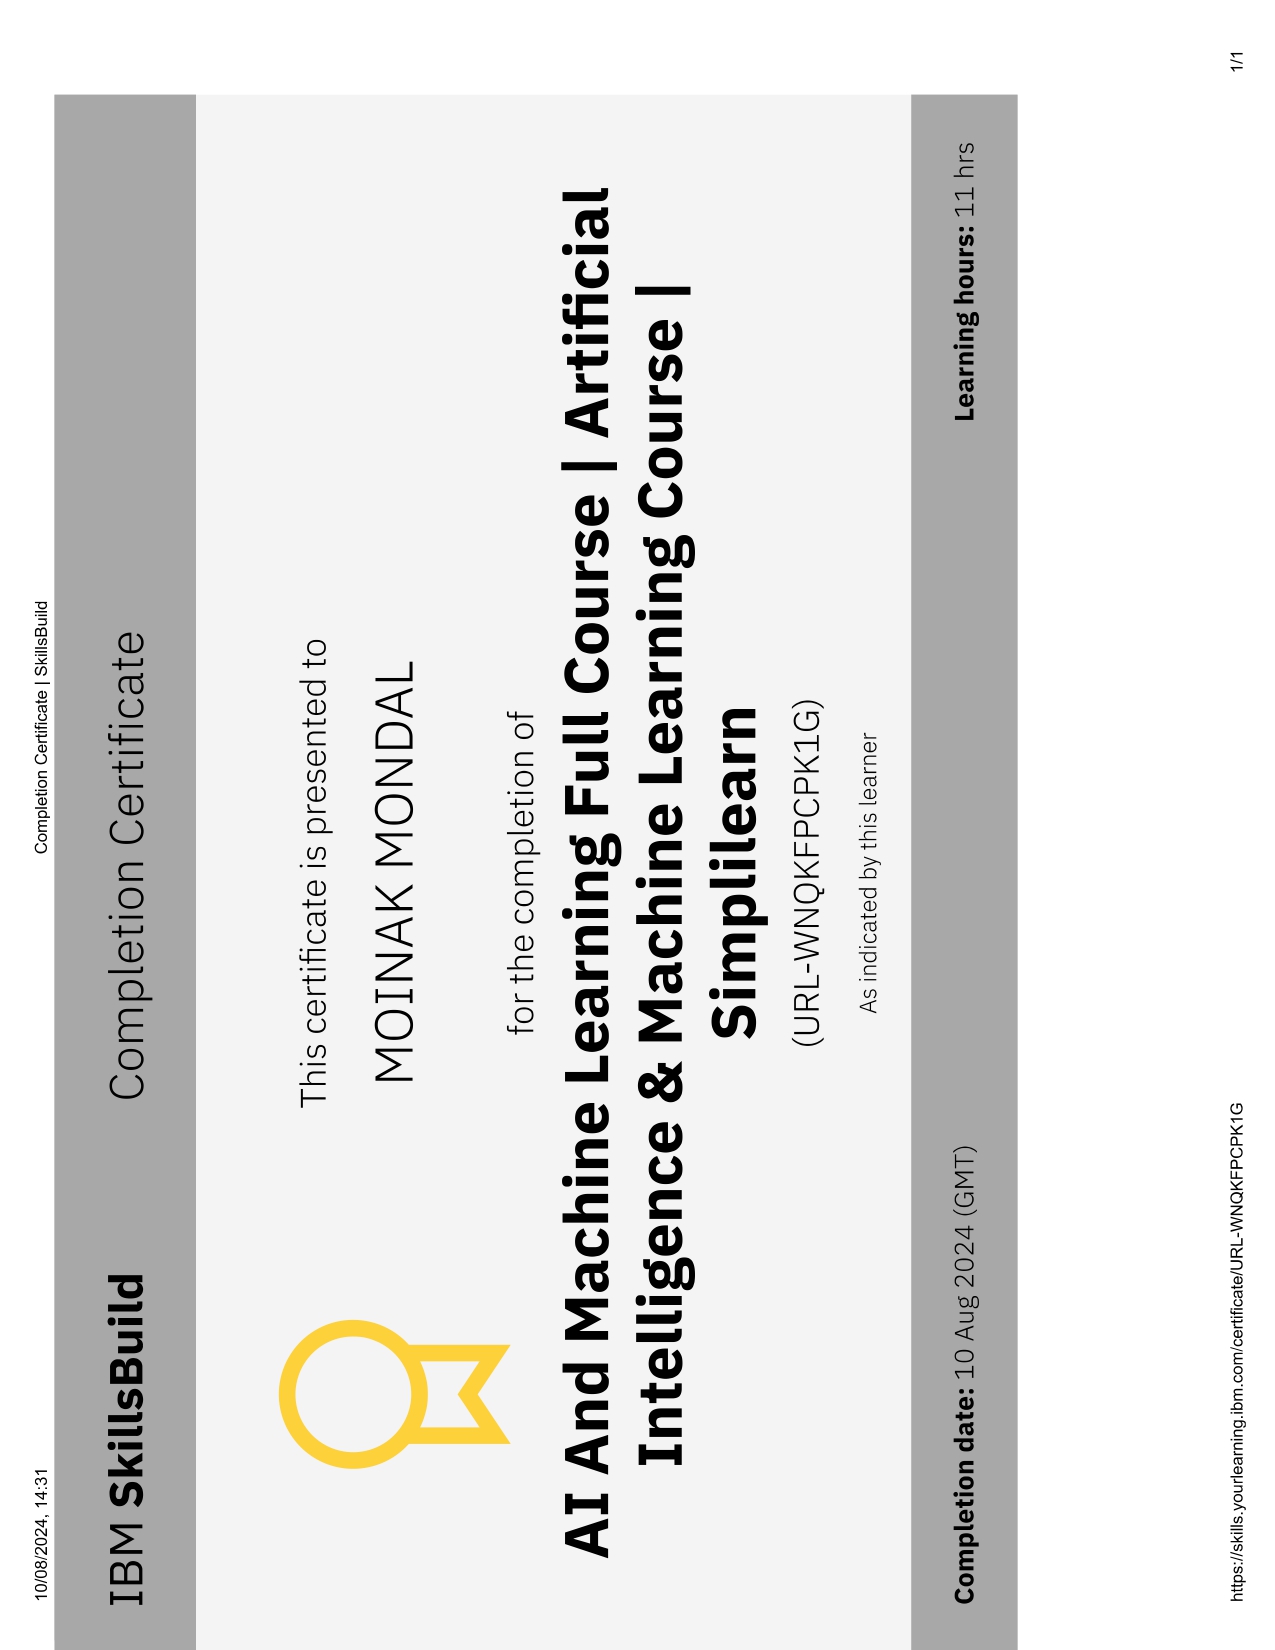 10/08/2024, 14:31
Completion Certificate | SkillsBuild
IBM SkillsBuild
Completion Certificate
This certificate is presented to
MOINAK MONDAL
for the completion of
AI And Machine Learning Full Course | Artificial
Intelligence & Machine Learning Course |
Simplilearn
(URL-WNQKFPCPK1G)
As indicated by this learner
Completion date: 10 Aug 2024 (GMT)
Learning hours: 11 hrs
https://skills.yourlearning.ibm.com/certificate/URL-WNQKFPCPK1G
1/1